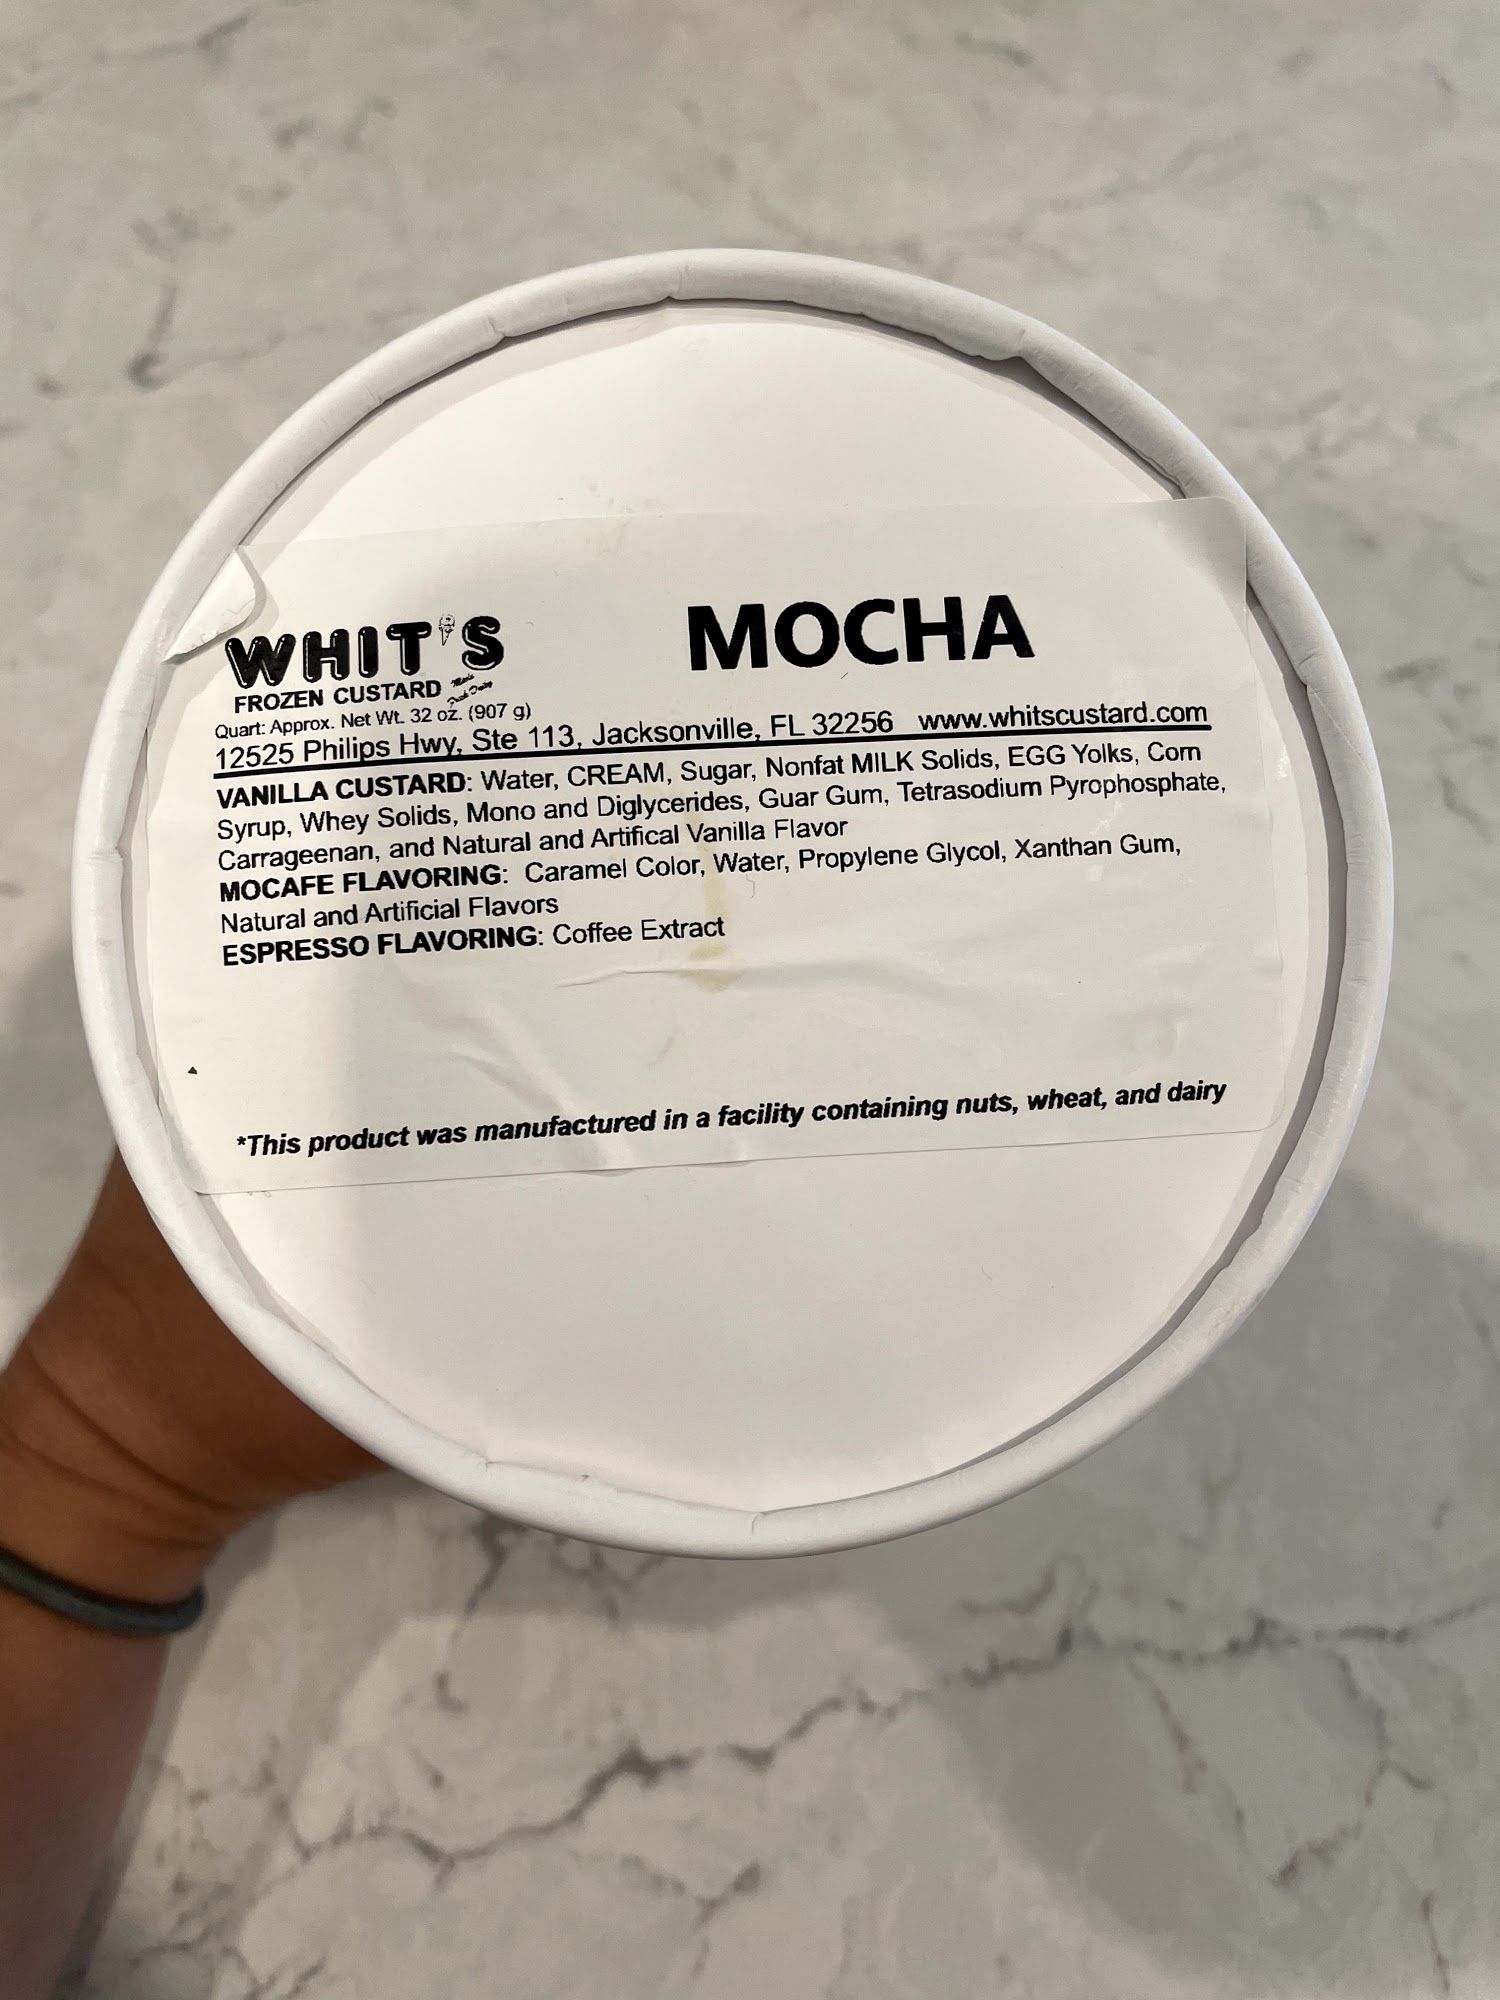 WHIT'S
MOCHA
FROZEN CUSTARD
Quart: Approx. Net Wt. 32 oz. (907 g)
12525 Philips Hwy, Ste 113, Jacksonville, FL 32256 www.whitscustard.com
VANILLA CUSTARD: Water, CREAM, Sugar, Nonfat MILK Solids, EGG Yolks, Corn
Syrup, Whey Solids, Mono and Diglycerides, Guar Gum, Tetrasodium Pyrophosphate,
Carrageenan, and Natural and Artifical Vanilla Flavor
MOCAFE FLAVORING: Caramel Color, Water, Propylene Glycol, Xanthan Gum,
Natural and Artificial Flavors
ESPRESSO FLAVORING: Coffee Extract
*This product was manufactured in a facility containing nuts, wheat, and dairy